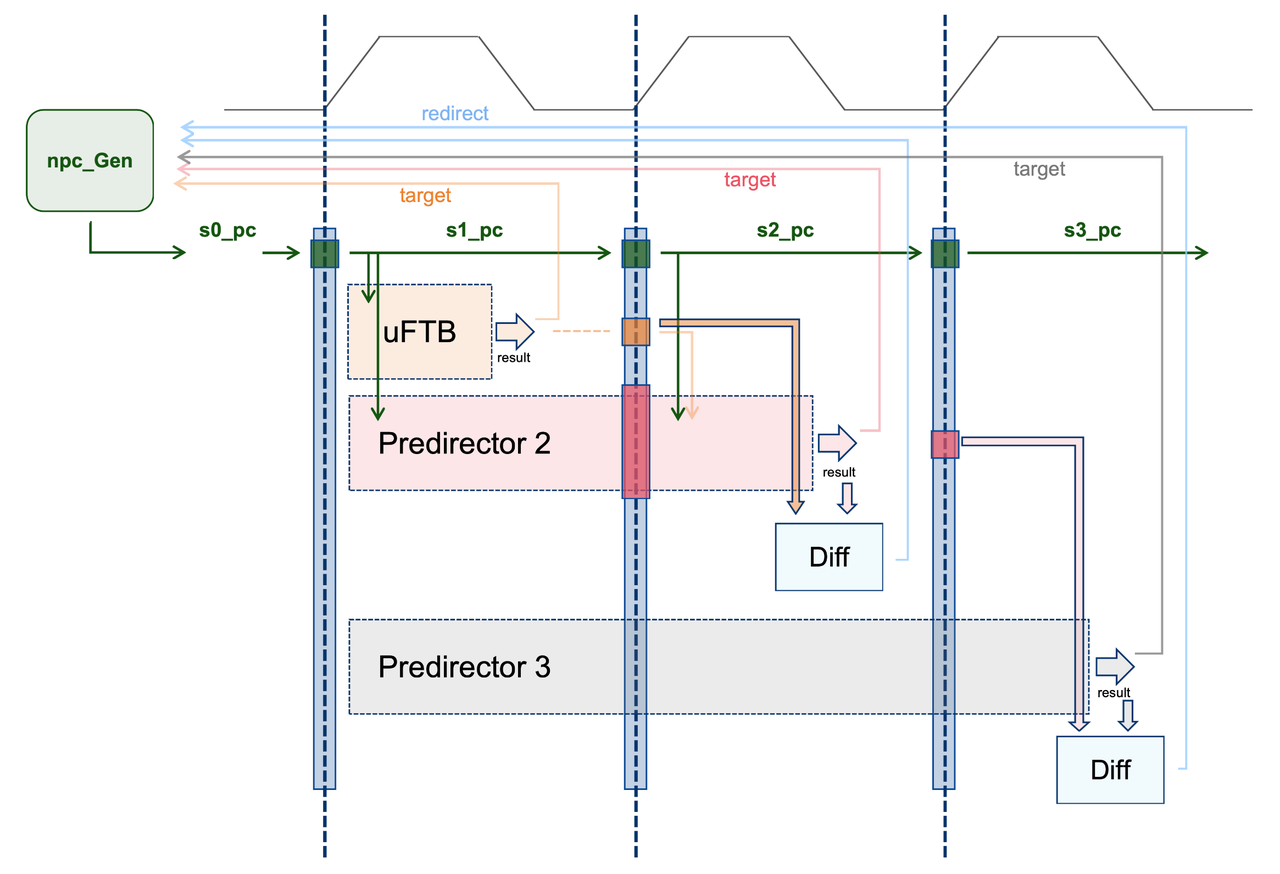 redirect
npc_Gen
target
target
target
s0_pc
s1_pc
s2_pc
s3_pc
uFTB
result
Predirector 2
result
Diff
Predirector 3
result
Diff